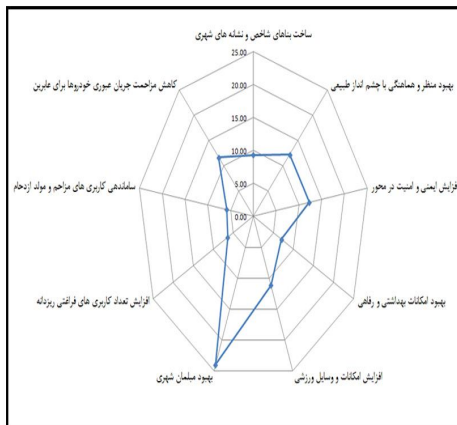 ساخت بناهای شاخص و نشانه های شهری
25.00
20.00
15.00
10.00
5.00
0.00
بهبود منظر و هماهنگی با چشم انداز طبیعی
فزایش ایمنی و امنیت در محور
بهبود امکانات بهداشتی و رفاهی
افزایش امکانات و وسایل ورزشی
بهبود مبلمان شهری
افزایش تعداد کاربری های فراغتی ریزدانه
ساماندهی کاربری های مزاحم و مولد ازدحام
کاهش مزاحمت جریان عبوری خودروها برای عابرین